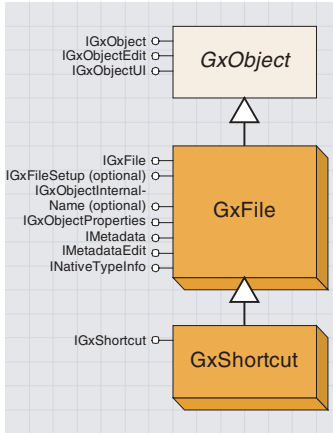 IGxObject
IGxObjectEdit
IGxObjectUI
GxObject
IGxFile
IGxFileSetup (optional)
IGxObjectInternal-
Name (optional)
IGxObjectProperties
IMetadata
IMetadataEdit
INativeTypeInfo
GxFile
IGxShortcut
GxShortcut